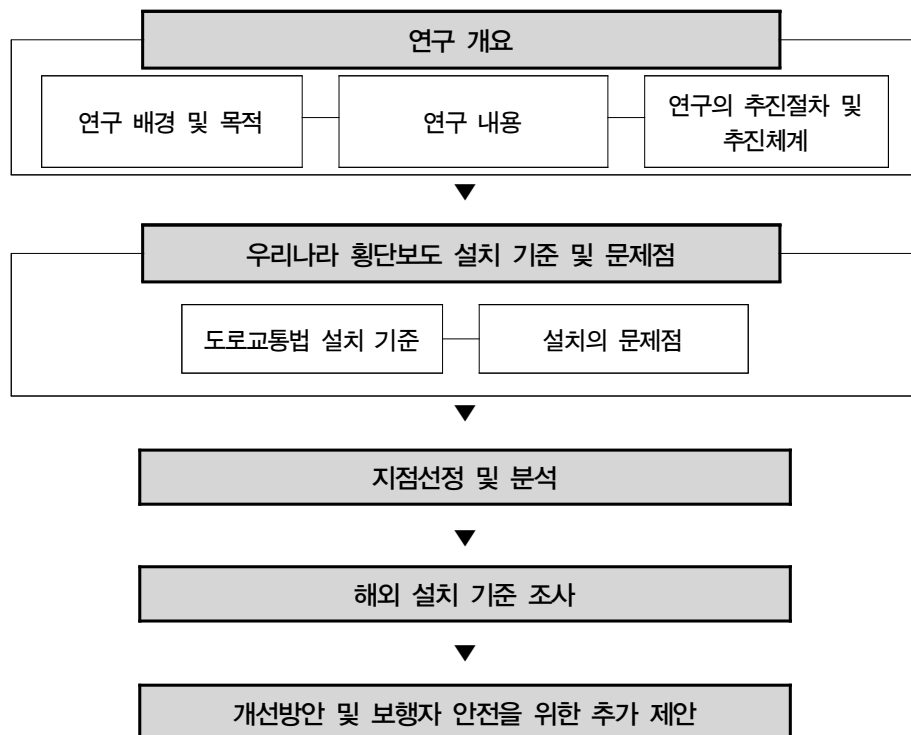 연구 개요
연구 배경 및 목적
연구 내용
연구의 추진절차 및
추진체계
▼
우리나라 횡단보도 설치 기준 및 문제점
도로교통법 설치 기준
설치의 문제점
▼
지점선정 및 분석
▼
해외 설치 기준 조사
▼
개선방안 및 보행자 안전을 위한 추가 제안